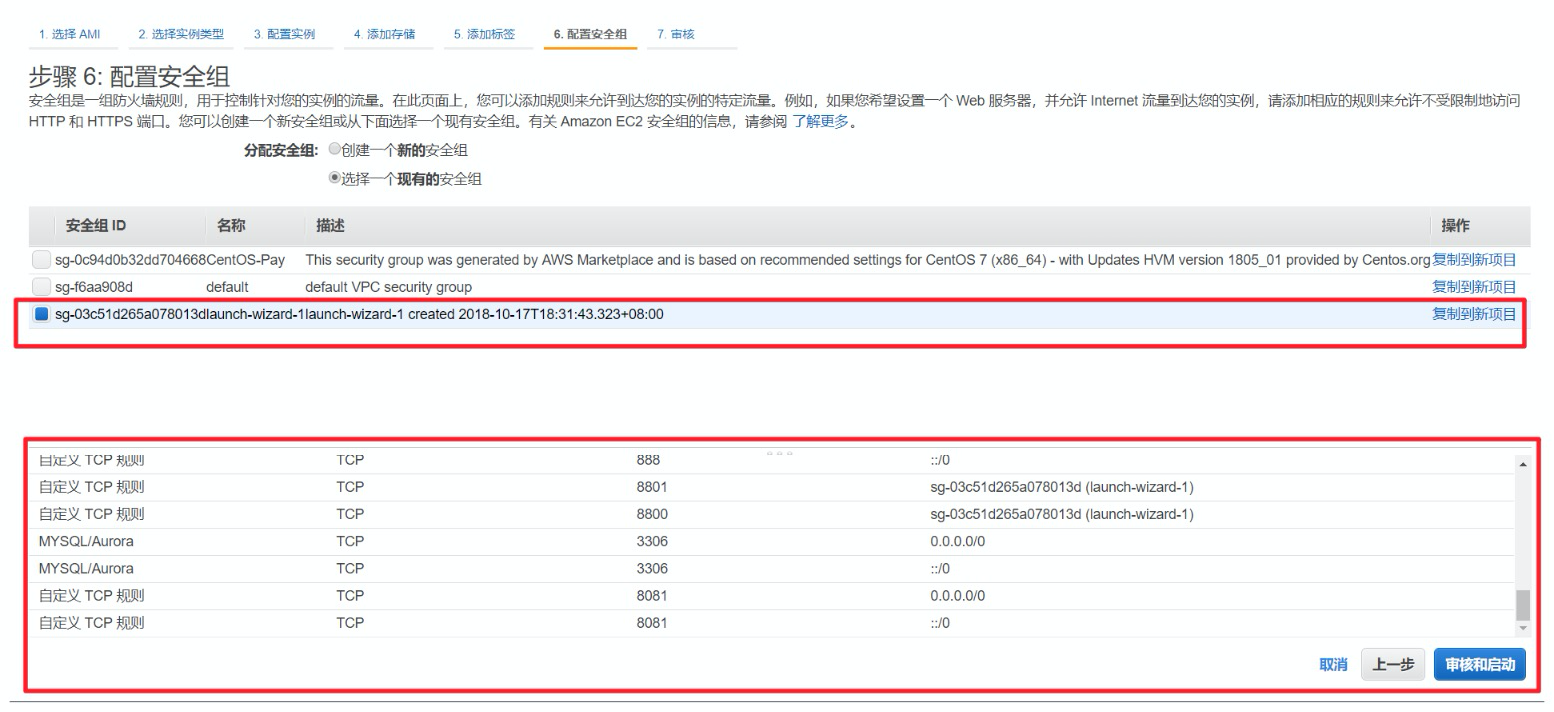 1. 选择 AMI 2. 选择实例类型 3. 配置实例 4. 添加存储 5. 添加标签 6. 配置安全组 7. 审核
步骤 6: 配置安全组
安全组是一组防火墙规则，用于控制针对您的实例的流量。在此页面上，您可以添加规则来允许到达您的实例的特定流量。例如，如果您希望设置一个 Web 服务器，并允许 Internet 流量到达您的实例，请添加相应的规则来允许不受限制地访问
HTTP 和 HTTPS 端口。您可以创建一个新安全组或从下面选择一个现有安全组。有关 Amazon EC2 安全组的信息，请参阅 了解更多。
分配安全组: 创建一个新的安全组
选择一个现有的安全组
安全组 ID 名称 描述 操作
sg-0c94d0b32dd704668 CentOS-Pay This security group was generated by AWS Marketplace and is based on recommended settings for CentOS 7 (x86_64) - with Updates HVM version 1805_01 provided by Centos.org 复制到新项目
sg-f6aa908d default default VPC security group 复制到新项目
sg-03c51d265a078013d launch-wizard-1 launch-wizard-1 created 2018-10-17T18:31:43.323+08:00 复制到新项目
自定义 TCP 规则 TCP 888 ::/0
自定义 TCP 规则 TCP 8801 sg-03c51d265a078013d (launch-wizard-1)
自定义 TCP 规则 TCP 8800 sg-03c51d265a078013d (launch-wizard-1)
MYSQL/Aurora TCP 3306 0.0.0.0/0
MYSQL/Aurora TCP 3306 ::/0
自定义 TCP 规则 TCP 8081 0.0.0.0/0
自定义 TCP 规则 TCP 8081 ::/0
取消 上一步 审核和启动